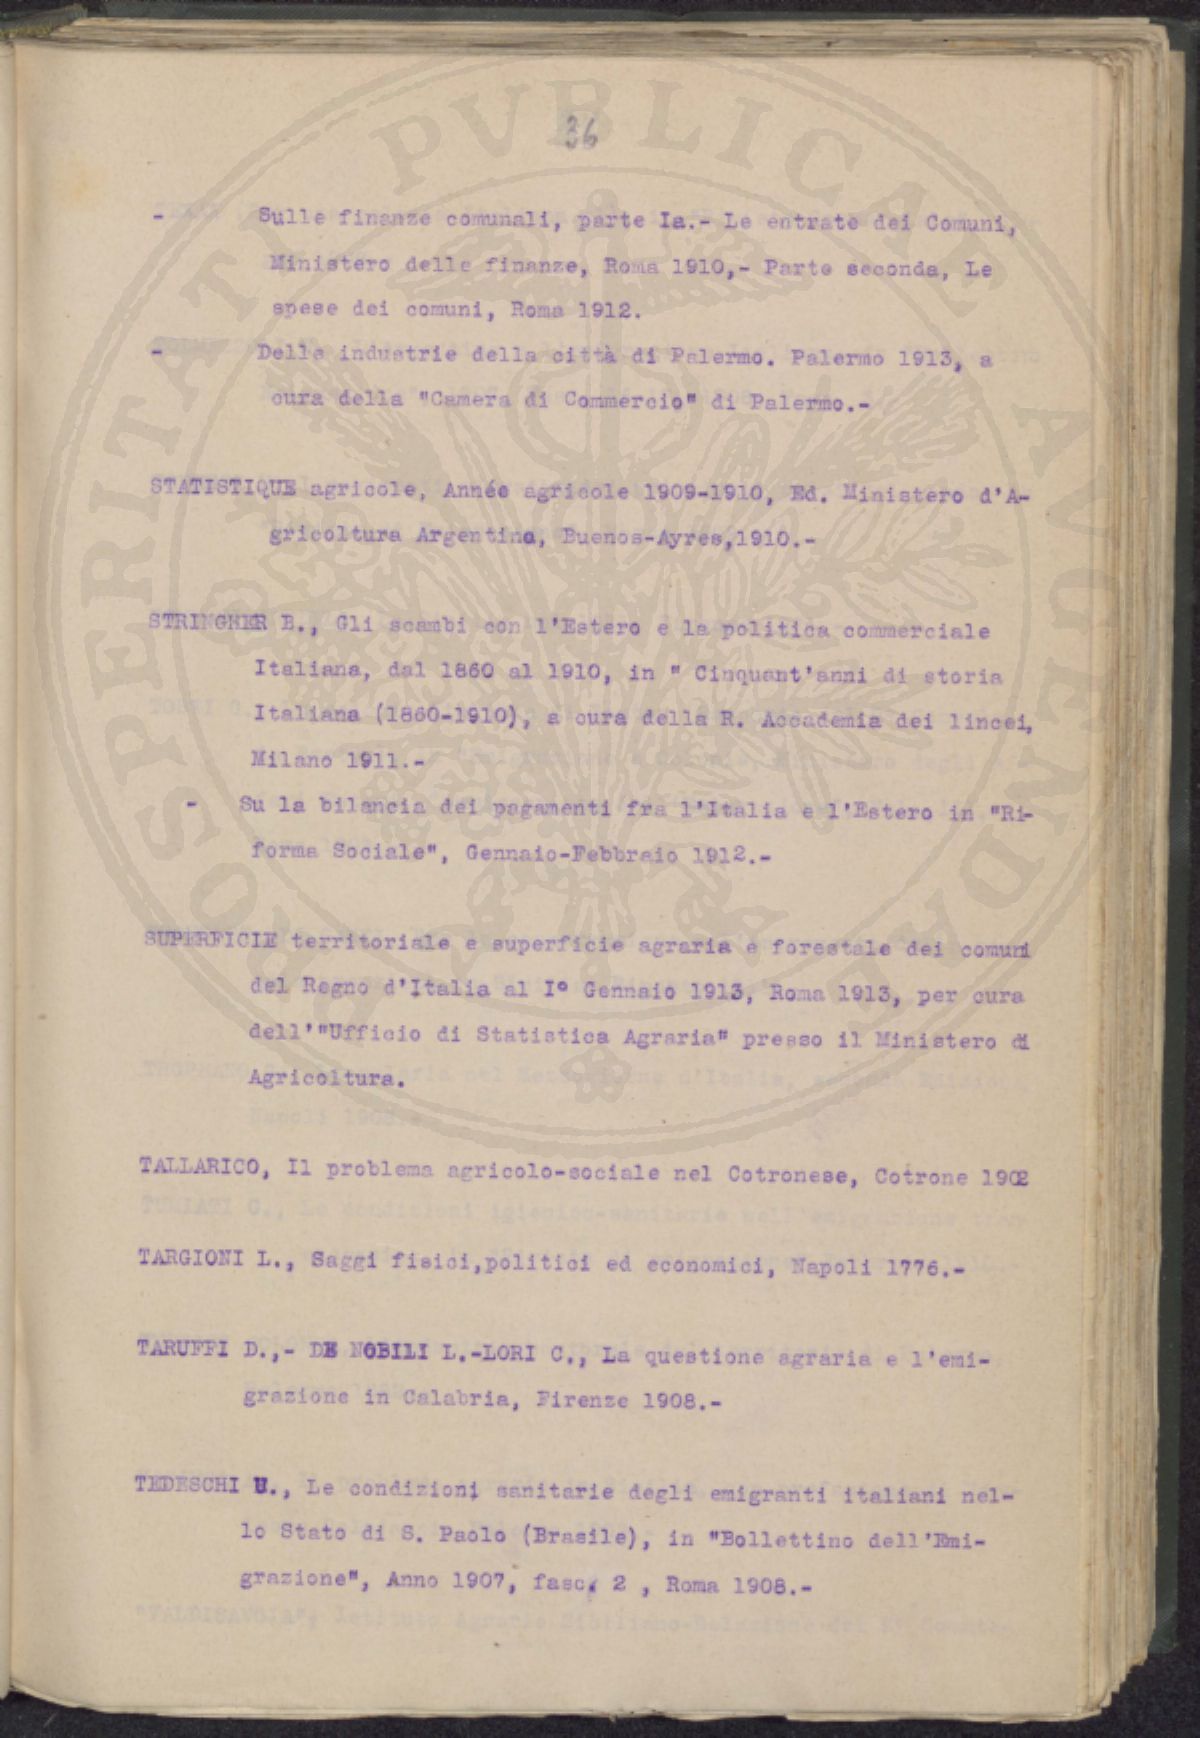 36
- Sulle finanze comunali, parte Ia.- Le entrate dei Comuni,
Ministero delle finanze, Roma 1910,- Parte seconda, Le
spese dei comuni, Roma 1912.
- Delle industrie della città di Palermo. Palermo 1913, a
cura della "Camera di Commercio" di Palermo.-
STATISTIQUE agricole, Année agricole 1909-1910, Ed. Ministero d'A-
gricoltura Argentino, Buenos-Ayres,1910.-
STRINGHER B., Gli scambi con l'Estero e la politica commerciale
Italiana, dal 1860 al 1910, in " Cinquant'anni di storia
Italiana (1860-1910), a cura della R. Accademia dei lincei,
Milano 1911.-
- Su la bilancia dei pagamenti fra l'Italia e l'Estero in "Ri-
forma Sociale", Gennaio-Febbraio 1912.-
SUPERFICIE territoriale e superficie agraria e forestale dei comuni
del Regno d'Italia al I° Gennaio 1913, Roma 1913, per cura
dell'"Ufficio di Statistica Agraria" presso il Ministero di
Agricoltura.
TALLARICO, Il problema agricolo-sociale nel Cotronese, Cotrone 1902
TARGIONI L., Saggi fisici,politici ed economici, Napoli 1776.-
TARUFFI D.,- DE NOBILI L.-LORI C., La questione agraria e l'emi-
grazione in Calabria, Firenze 1908.-
TEDESCHI U., Le condizioni sanitarie degli emigranti italiani nel-
lo Stato di S. Paolo (Brasile), in "Bollettino dell'Emi-
grazione", Anno 1907, fasc. 2 , Roma 1908.-
PROSPERITATI PVBLICAE AVGENDAE